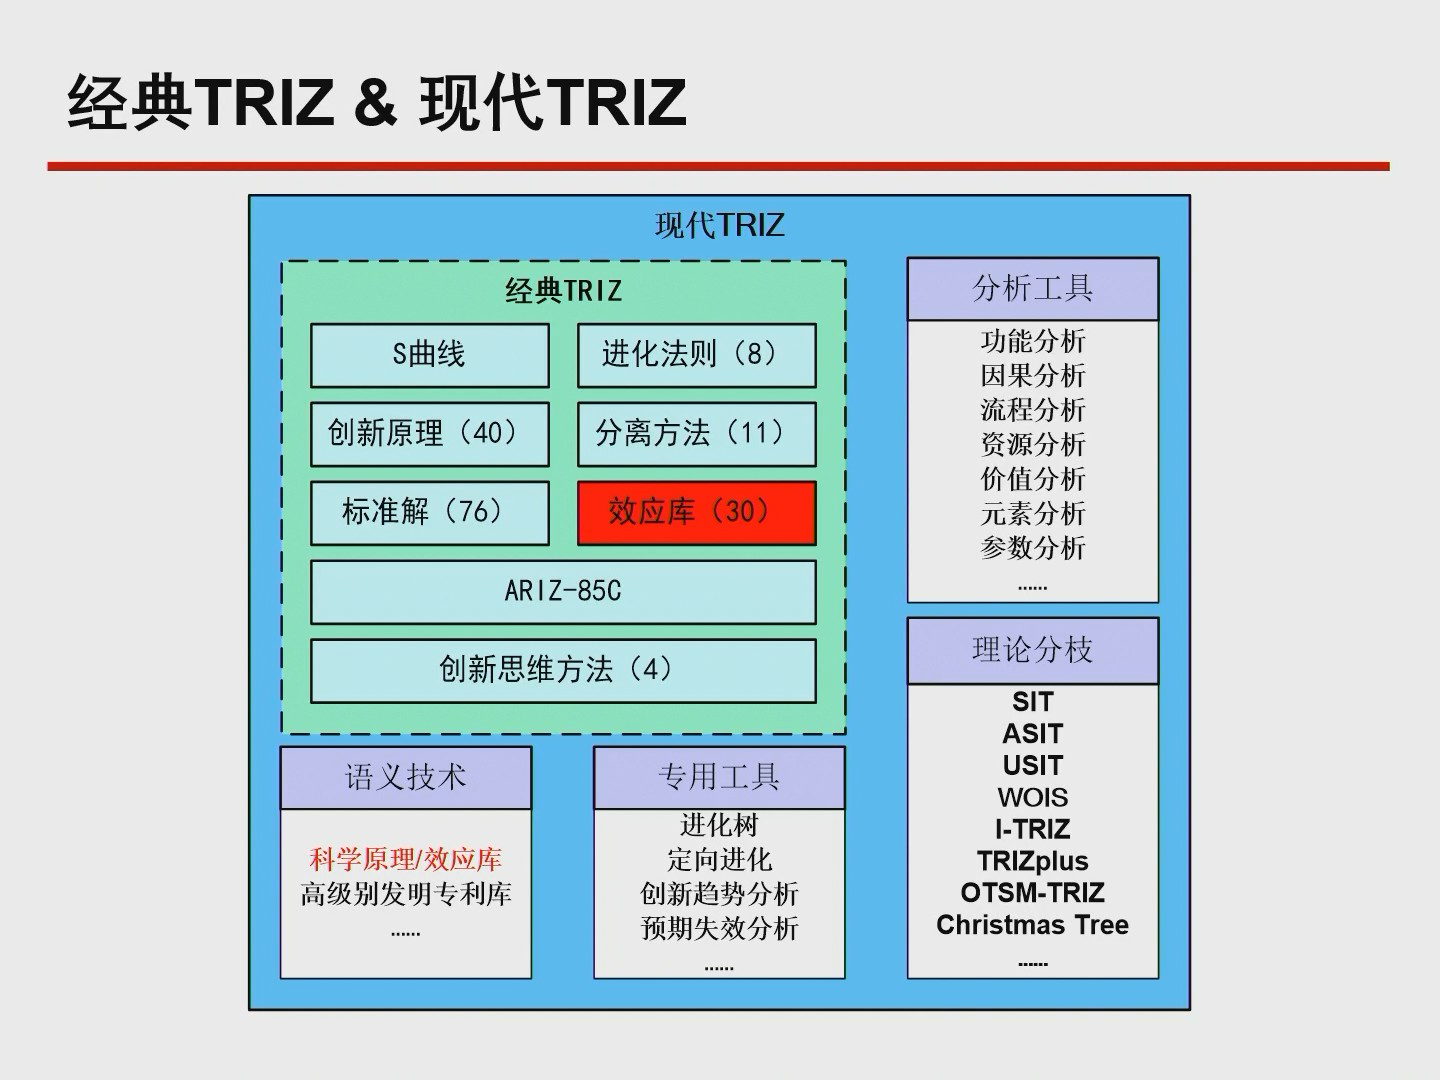 经典TRIZ & 现代TRIZ
现代TRIZ
经典TRIZ
S曲线
进化法则（8）
创新原理（40）
分离方法（11）
标准解（76）
效应库（30）
ARIZ-85C
创新思维方法（4）
分析工具
功能分析
因果分析
流程分析
资源分析
价值分析
元素分析
参数分析
......
理论分枝
SIT
ASIT
USIT
WOIS
I-TRIZ
TRIZplus
OTSM-TRIZ
Christmas Tree
......
语义技术
科学原理/效应库
高级别发明专利库
......
专用工具
进化树
定向进化
创新趋势分析
预期失效分析
......